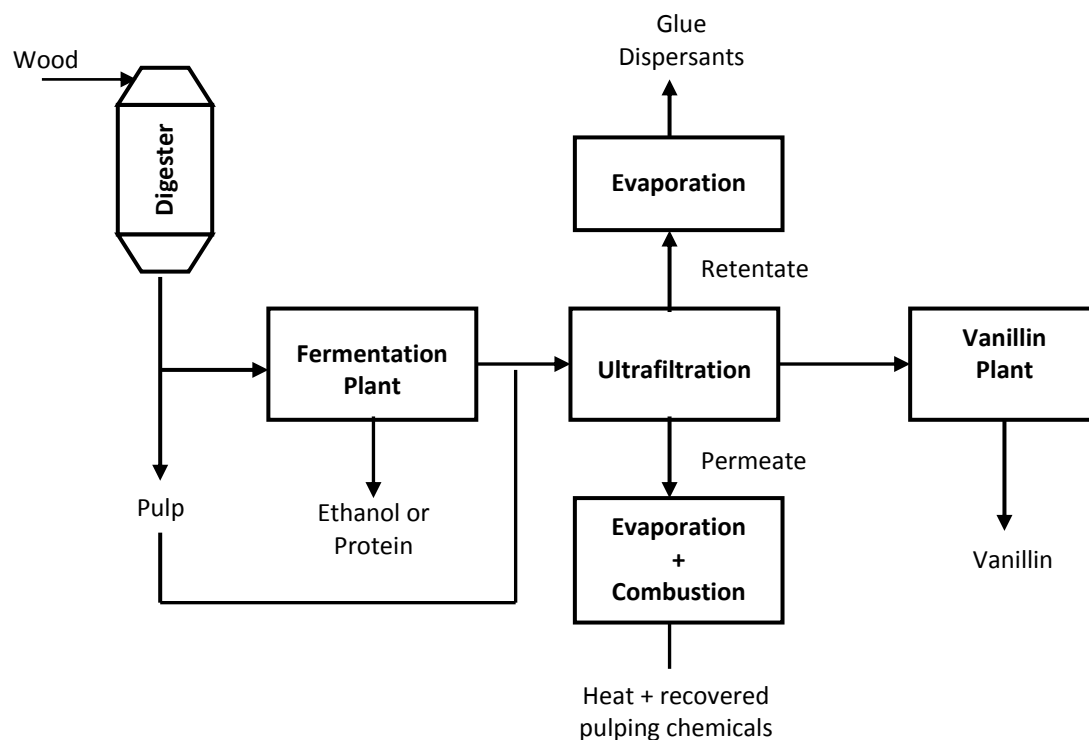 Wood
Digester
Glue
Dispersants
Evaporation
Retentate
Fermentation
Plant
Ultrafiltration
Vanillin
Plant
Permeate
Pulp
Ethanol or
Protein
Evaporation
+
Combustion
Vanillin
Heat + recovered
pulping chemicals